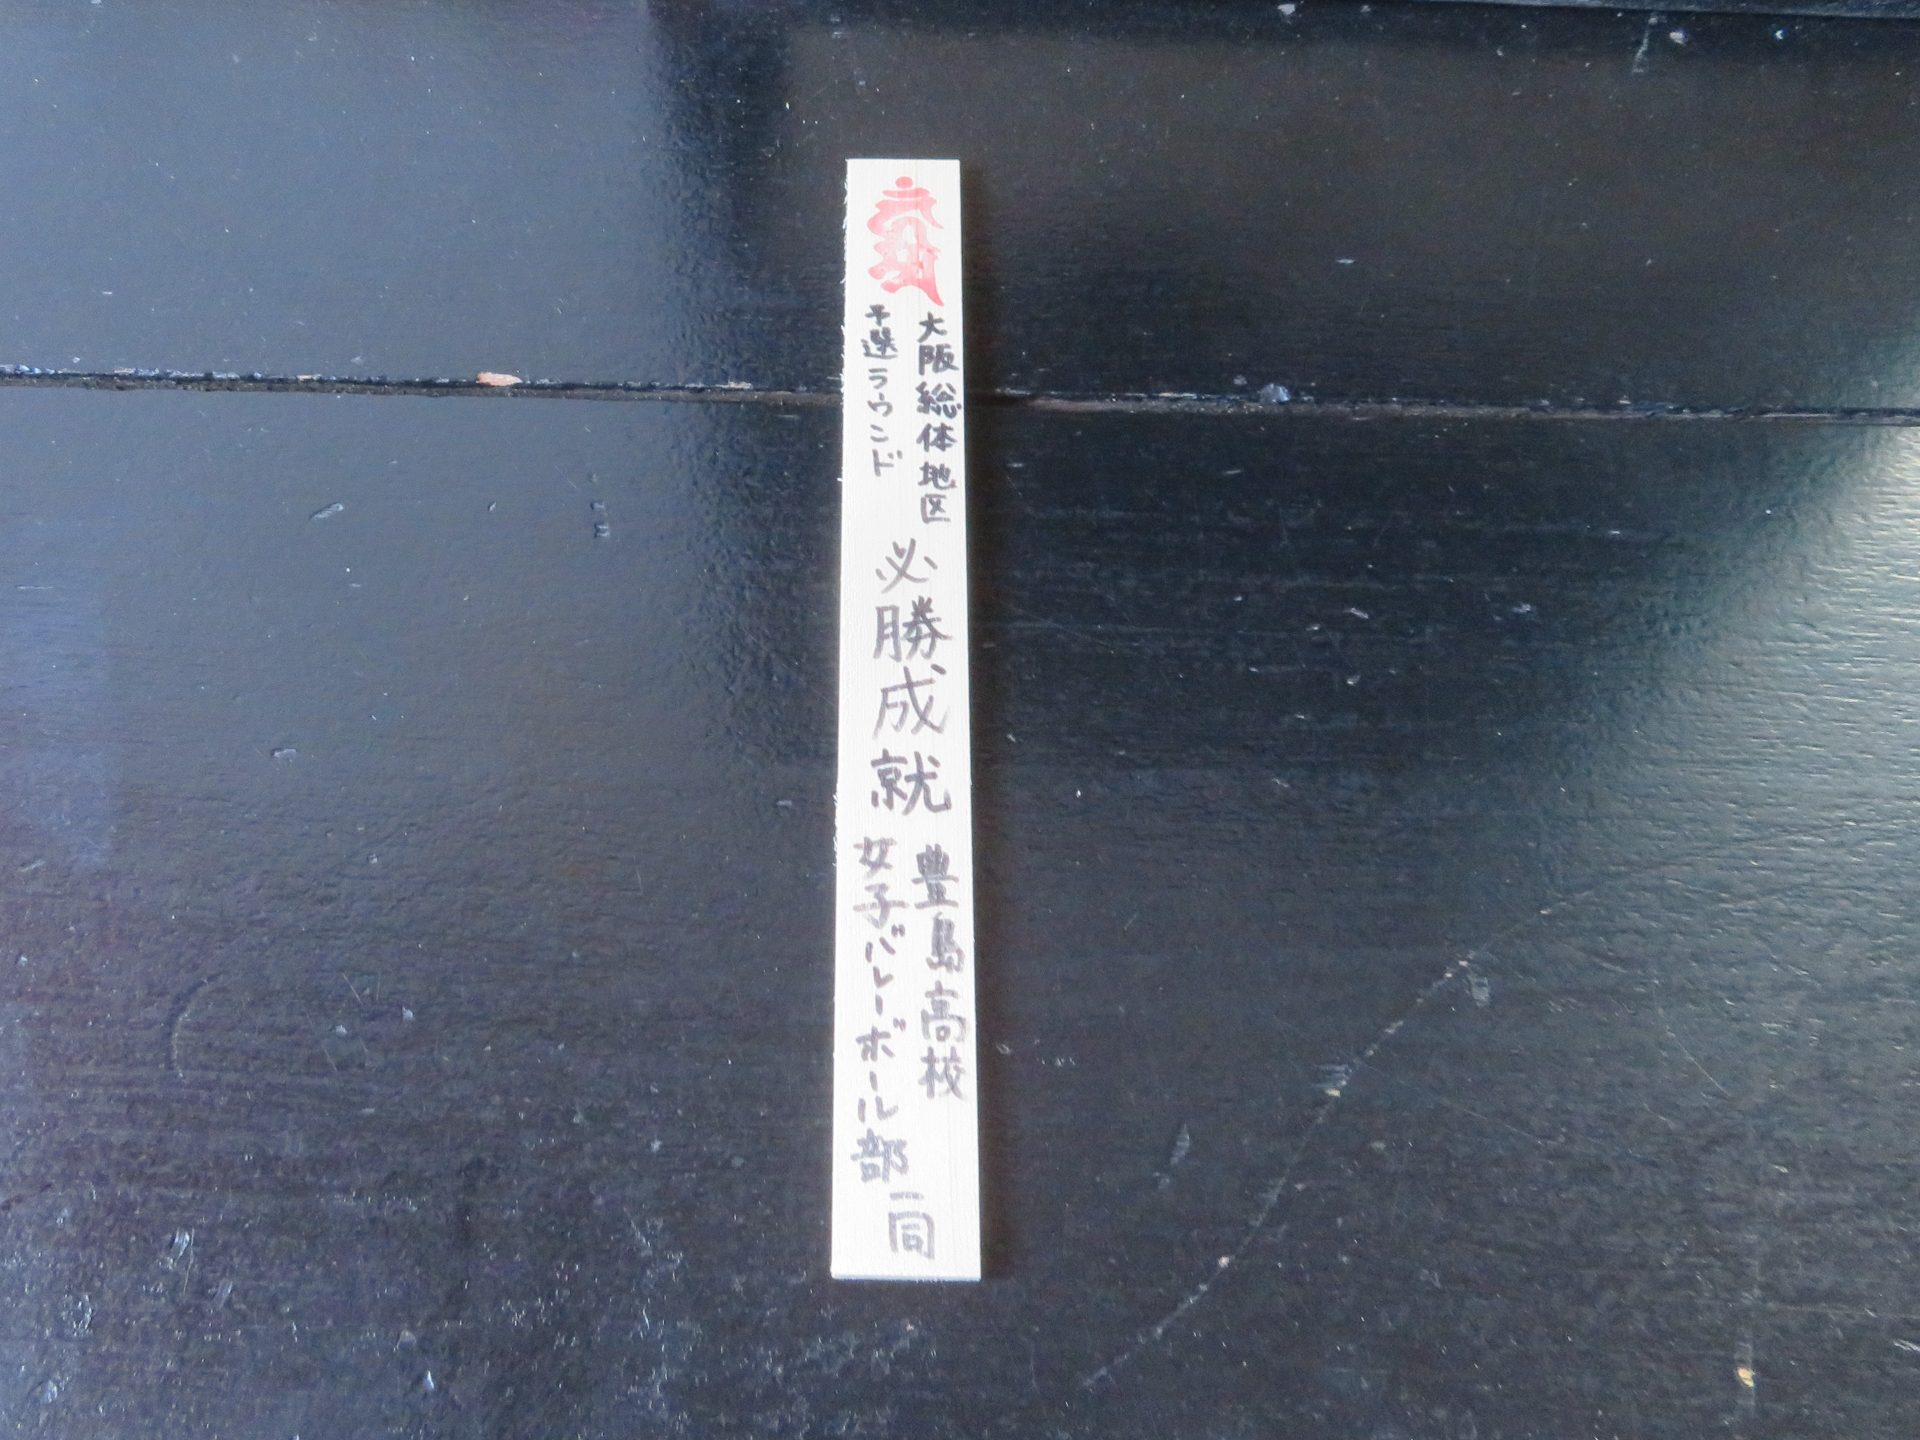 大阪総体地区
予選ラウンド
必勝成就
豊島高校
女子バレーボール部
一同